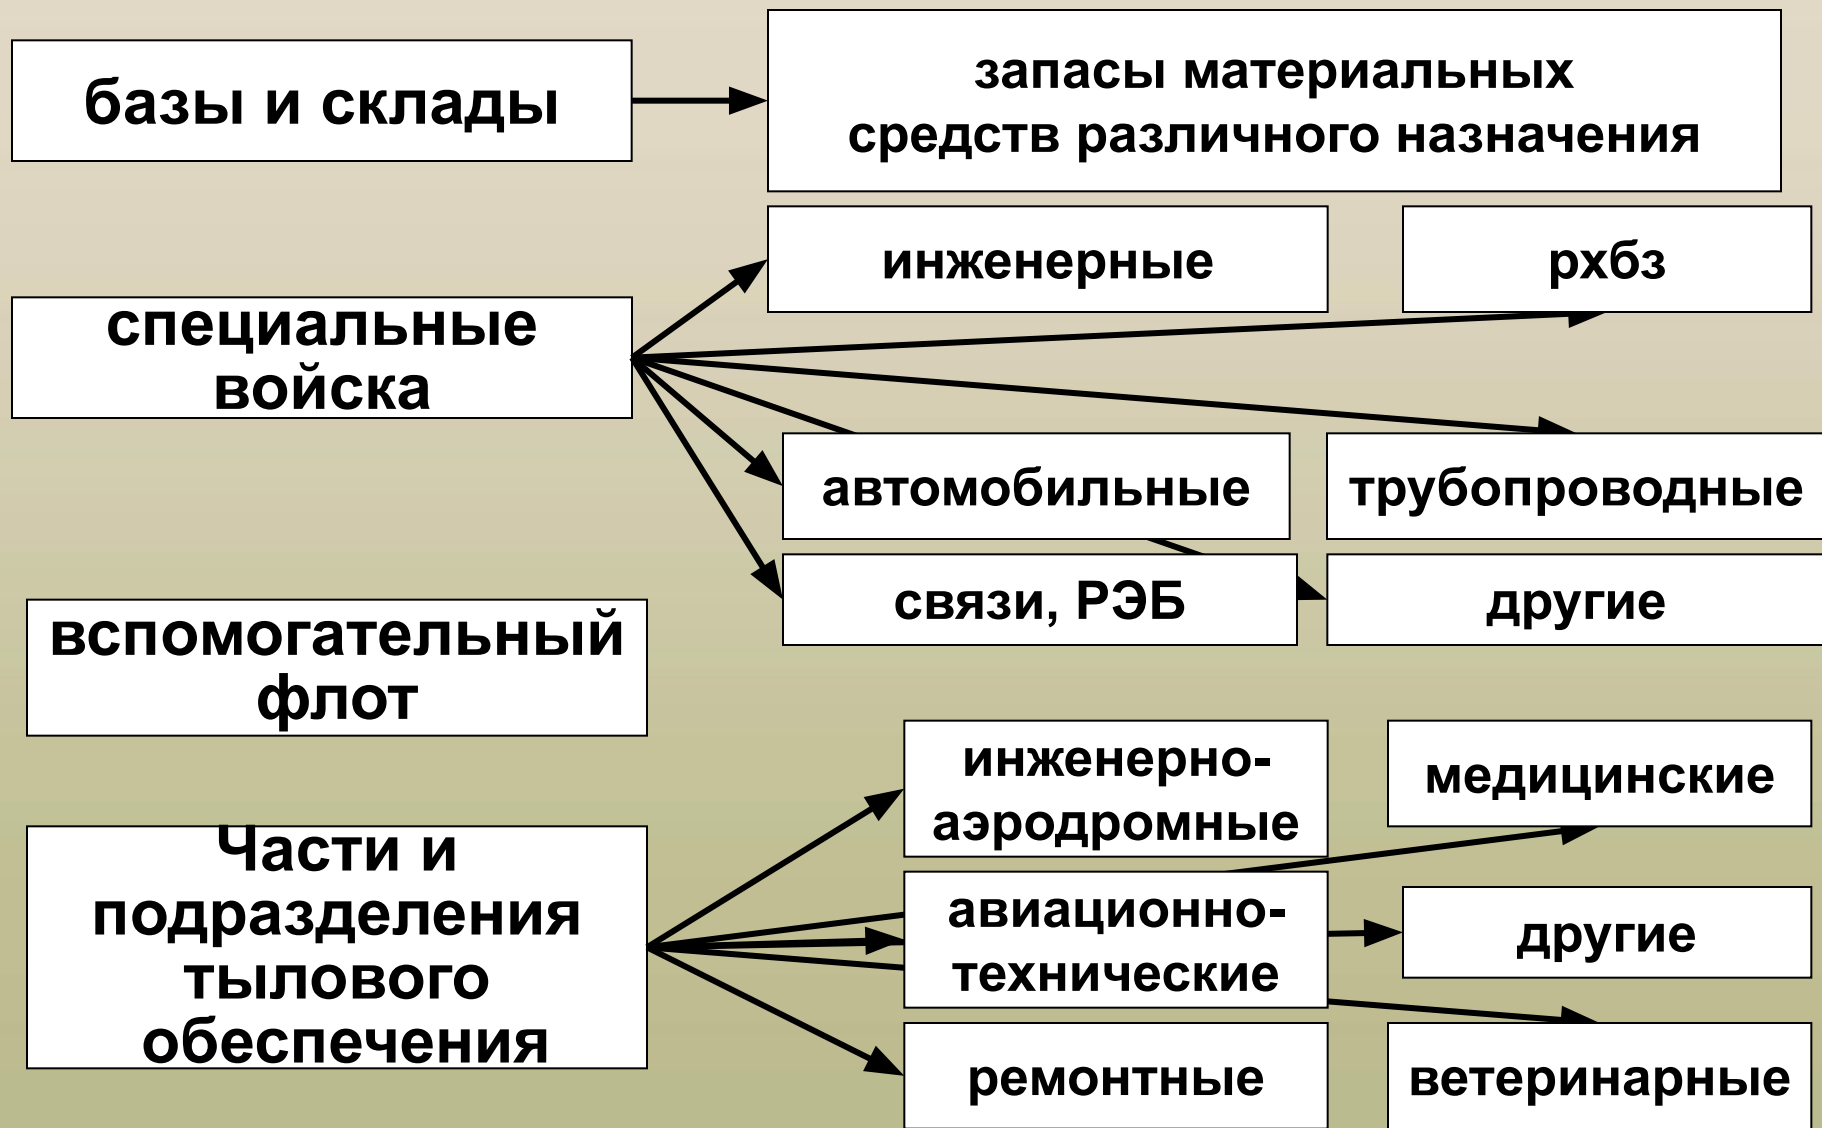 базы и склады
запасы материальных
средств различного назначения
инженерные
рхбз
специальные
войска
автомобильные
трубопроводные
связи, РЭБ
другие
вспомогательный
флот
инженерно-
аэродромные
медицинские
Части и
подразделения
тылового
обеспечения
авиационно-
технические
другие
ремонтные
ветеринарные